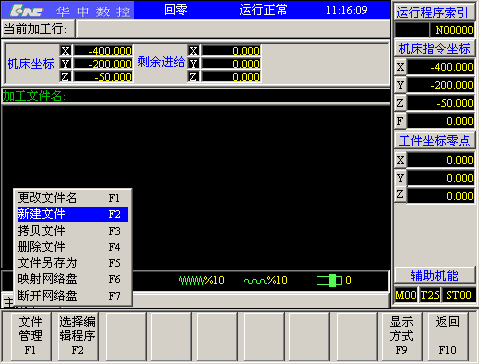 华中数控 回零 运行正常 11:16:09 运行程序索引
当前加工行: N00000
机床坐标 X -400.000 剩余进给 X 0.000 机床指令坐标
Y -200.000 Y 0.000 X -400.000
Z -50.000 Z 0.000 Y -200.000
加工文件名: Z -50.000
F 0.000
工件坐标零点
X 0.000
Y 0.000
Z 0.000
更改文件名 F1
新建文件 F2
拷贝文件 F3
删除文件 F4
文件另存为 F5
映射网络盘 F6
断开网络盘 F7
%10 %10 0
辅助机能
M00 T25 ST00
文件管理 F1
选择编辑程序 F2
显示方式 F9
返回 F10